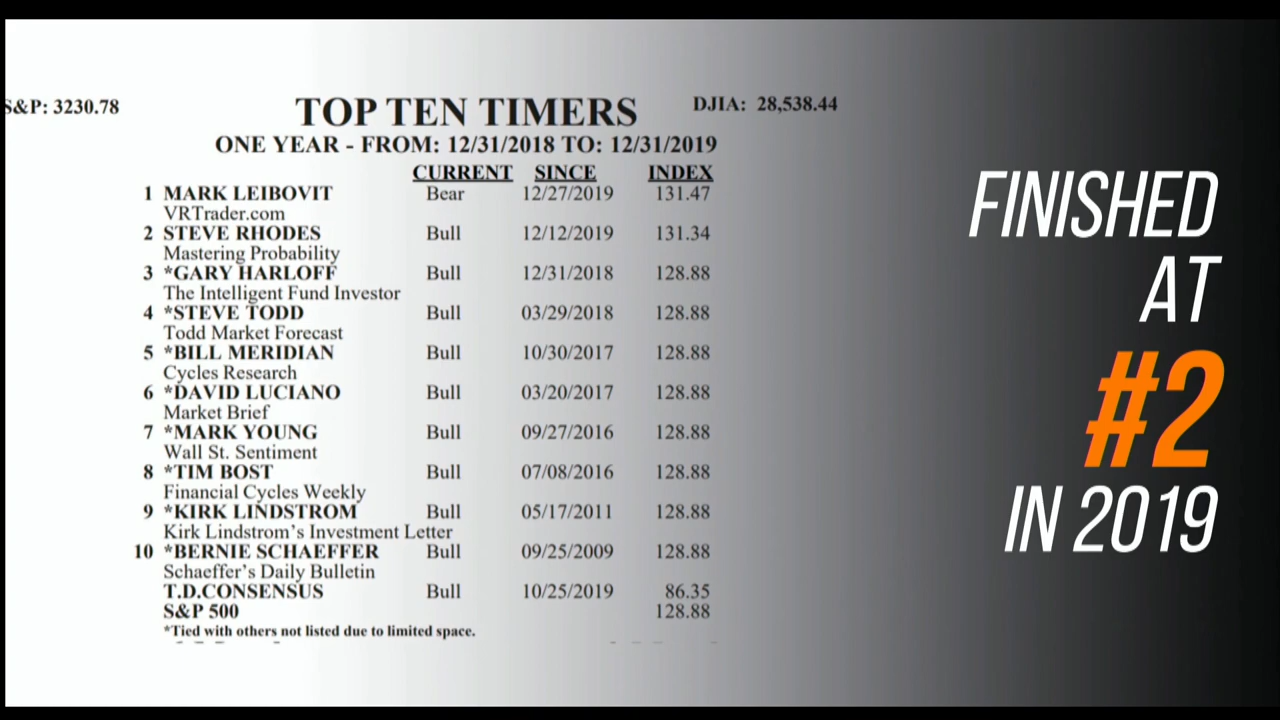 S&P: 3230.78
TOP TEN TIMERS
DJIA: 28,538.44
ONE YEAR - FROM: 12/31/2018 TO: 12/31/2019
CURRENT SINCE INDEX
1 MARK LEIBOVIT Bear 12/27/2019 131.47
VRTrader.com
2 STEVE RHODES Bull 12/12/2019 131.34
Mastering Probability
3 *GARY HARLOFF Bull 12/31/2018 128.88
The Intelligent Fund Investor
4 *STEVE TODD Bull 03/29/2018 128.88
Todd Market Forecast
5 *BILL MERIDIAN Bull 10/30/2017 128.88
Cycles Research
6 *DAVID LUCIANO Bull 03/20/2017 128.88
Market Brief
7 *MARK YOUNG Bull 09/27/2016 128.88
Wall St. Sentiment
8 *TIM BOST Bull 07/08/2016 128.88
Financial Cycles Weekly
9 *KIRK LINDSTROM Bull 05/17/2011 128.88
Kirk Lindstrom's Investment Letter
10 *BERNIE SCHAEFFER Bull 09/25/2009 128.88
Schaeffer's Daily Bulletin
T.D.CONSENSUS Bull 10/25/2019 86.35
S&P 500 128.88
*Tied with others not listed due to limited space.
FINISHED
AT
#2
IN 2019